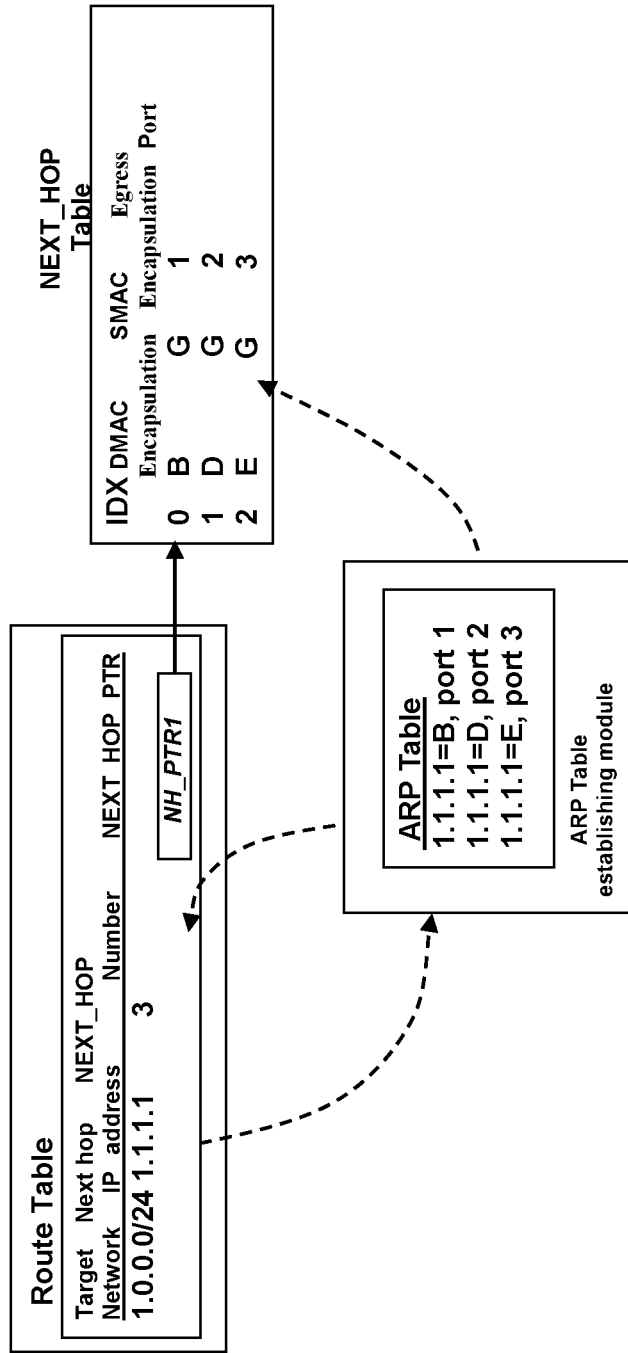 Route Table
Target Next hop NEXT_HOP
Network IP address Number NEXT HOP PTR
1.0.0.0/24 1.1.1.1 3
NH_PTR1
NEXT_HOP
Table
IDX DMAC SMAC Egress
Encapsulation Encapsulation Port
0 B G 1
1 D G 2
2 E G 3
ARP Table
1.1.1.1=B, port 1
1.1.1.1=D, port 2
1.1.1.1=E, port 3
ARP Table
establishing module